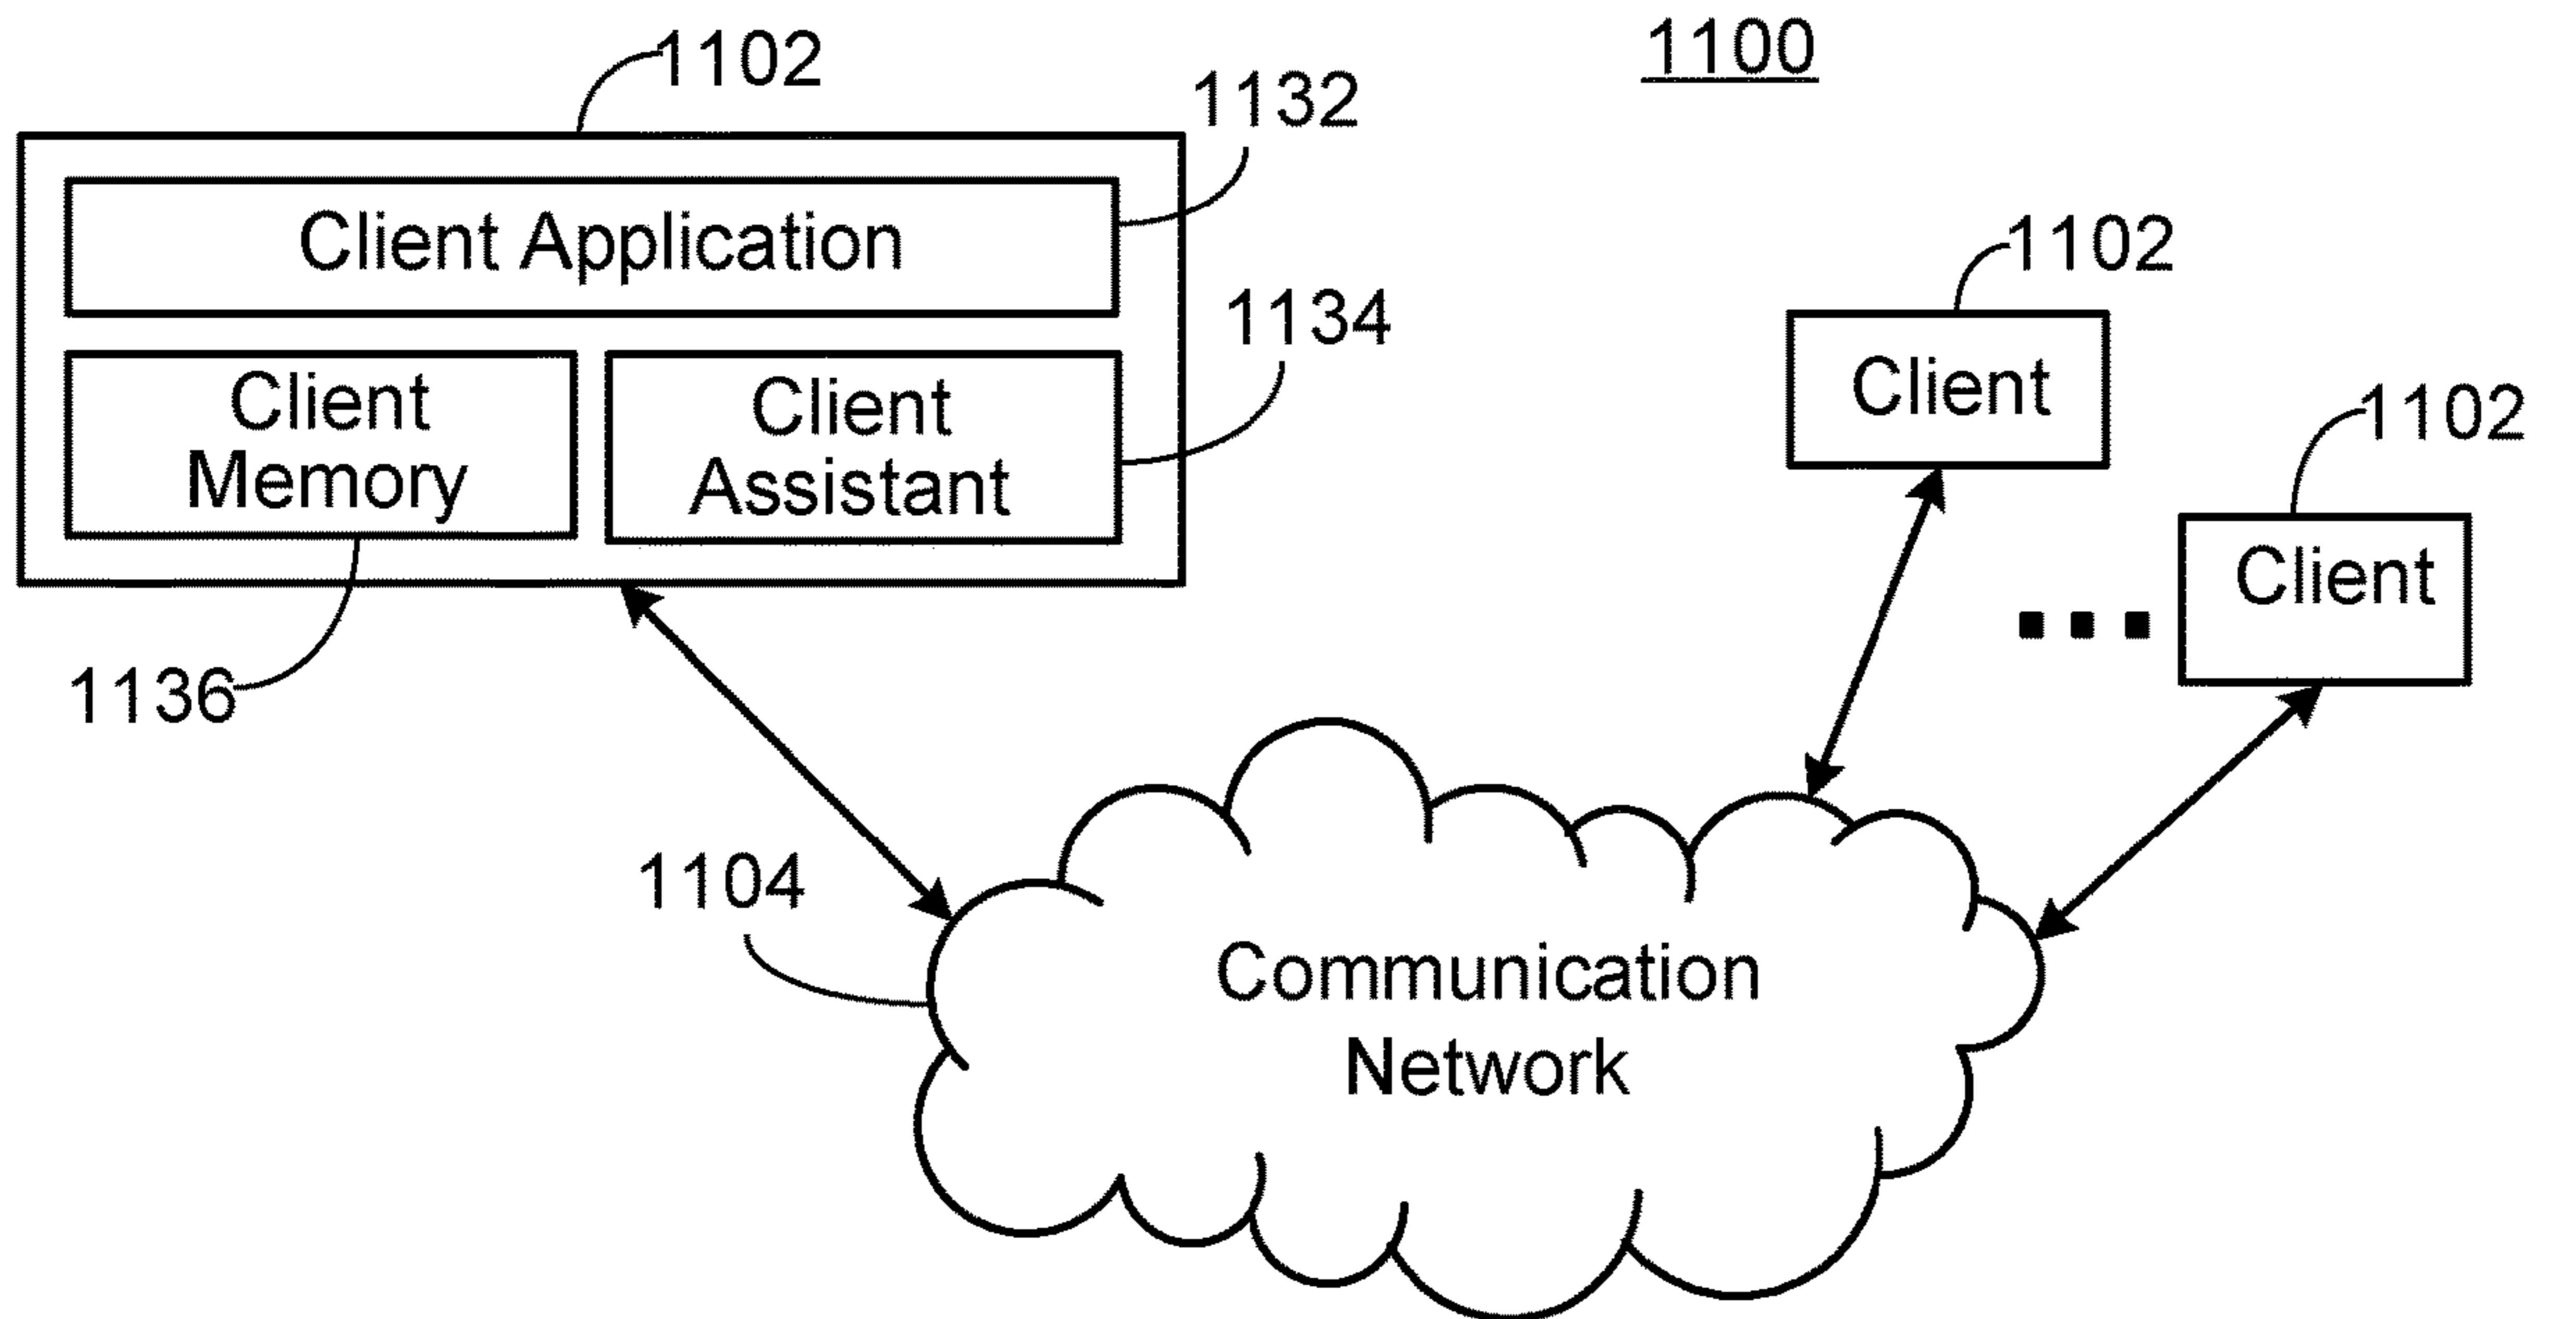 1100
1102
1132
Client Application
1134
Client
Memory
Client
Assistant
1136
1102
Client
1102
Client
1104
Communication
Network